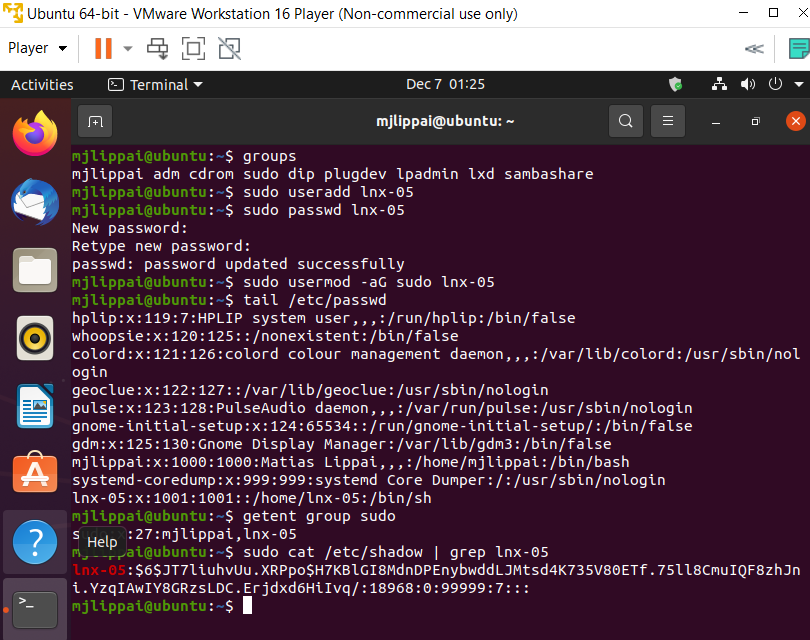 Ubuntu 64-bit - VMware Workstation 16 Player (Non-commercial use only)
Player
Activities
Terminal
Dec 7 01:25
mjlippai@ubuntu: ~
mjlippai@ubuntu:~$ groups
mjlippai adm cdrom sudo dip plugdev lpadmin lxd sambashare
mjlippai@ubuntu:~$ sudo useradd lnx-05
mjlippai@ubuntu:~$ sudo passwd lnx-05
New password:
Retype new password:
passwd: password updated successfully
mjlippai@ubuntu:~$ sudo usermod -aG sudo lnx-05
mjlippai@ubuntu:~$ tail /etc/passwd
hplip:x:119:7:HPLIP system user,,,:/run/hplip:/bin/false
whoopsie:x:120:125::/nonexistent:/bin/false
colord:x:121:126:colord colour management daemon,,,:/var/lib/colord:/usr/sbin/nol
ogin
geoclue:x:122:127::/var/lib/geoclue:/usr/sbin/nologin
pulse:x:123:128:PulseAudio daemon,,,:/var/run/pulse:/usr/sbin/nologin
gnome-initial-setup:x:124:65534::/run/gnome-initial-setup/:/bin/false
gdm:x:125:130:Gnome Display Manager:/var/lib/gdm3:/bin/false
mjlippai:x:1000:1000:Matias Lippai,,,:/home/mjlippai:/bin/bash
systemd-coredump:x:999:999:systemd Core Dumper:/:/usr/sbin/nologin
lnx-05:x:1001:1001::/home/lnx-05:/bin/sh
mjlippai@ubuntu:~$ getent group sudo
:27:mjlippai,lnx-05
Help
mjlippai@ubuntu:~$ sudo cat /etc/shadow | grep lnx-05
lnx-05:$6$JT7liuhvUu.XRPpo$H7KBlGI8MdnDPEnybwddLJMtsd4K735V80ETf.75ll8CmuIQF8zhJn
i.YzqIAwIY8GRzsLDC.Erjdxd6HiIvq/:18968:0:99999:7:::
mjlippai@ubuntu:~$